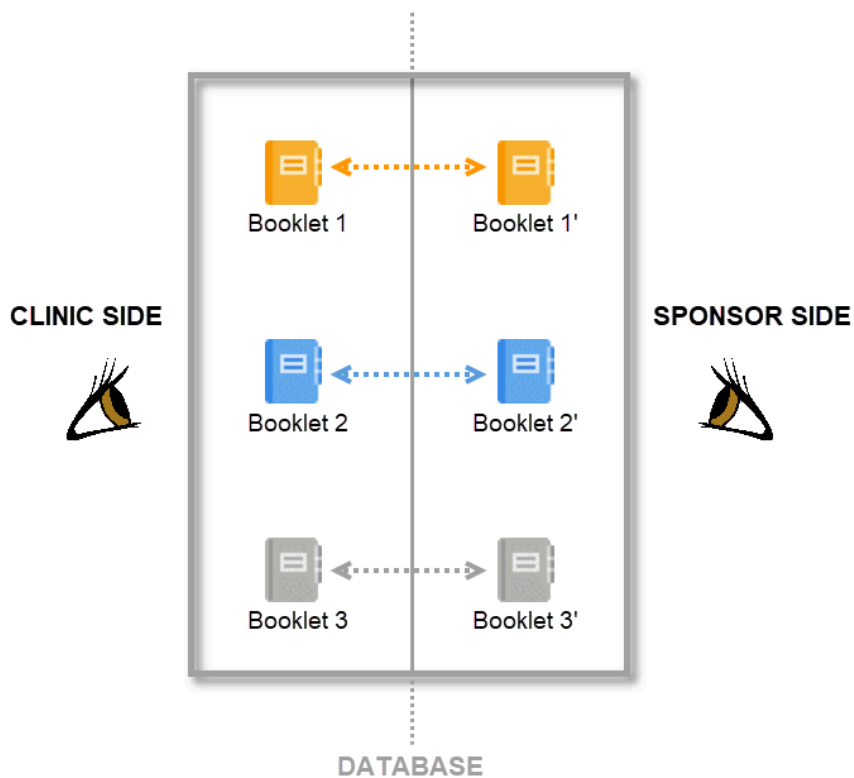 Booklet 1
Booklet 1'
CLINIC SIDE
SPONSOR SIDE
Booklet 2
Booklet 2'
Booklet 3
Booklet 3'
DATABASE